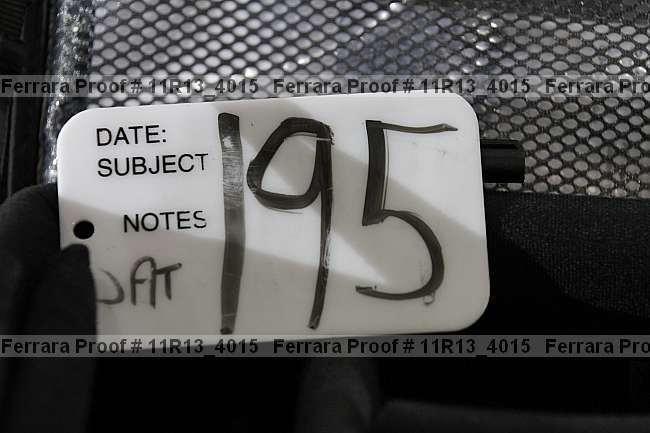 Ferrara Proof # 11R13_4015 Ferrara Proof # 11R13_4015 Ferrara Pro
DATE:
SUBJECT
195
NOTES
Ferrara Proof # 11R13_4015 Ferrara Proof # 11R13_4015 Ferrara Pro